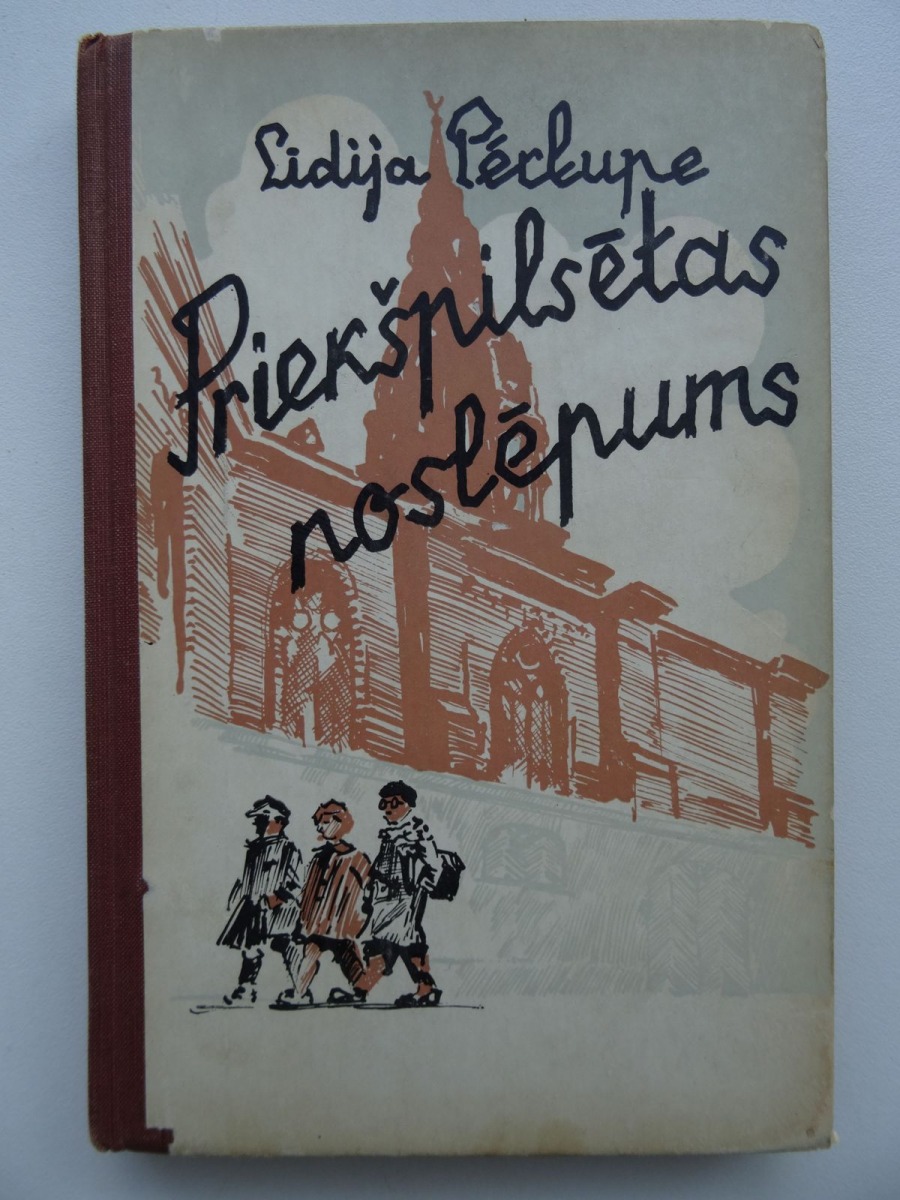 Lidija Pērkupe
Priekšpilsētas
noslēpums